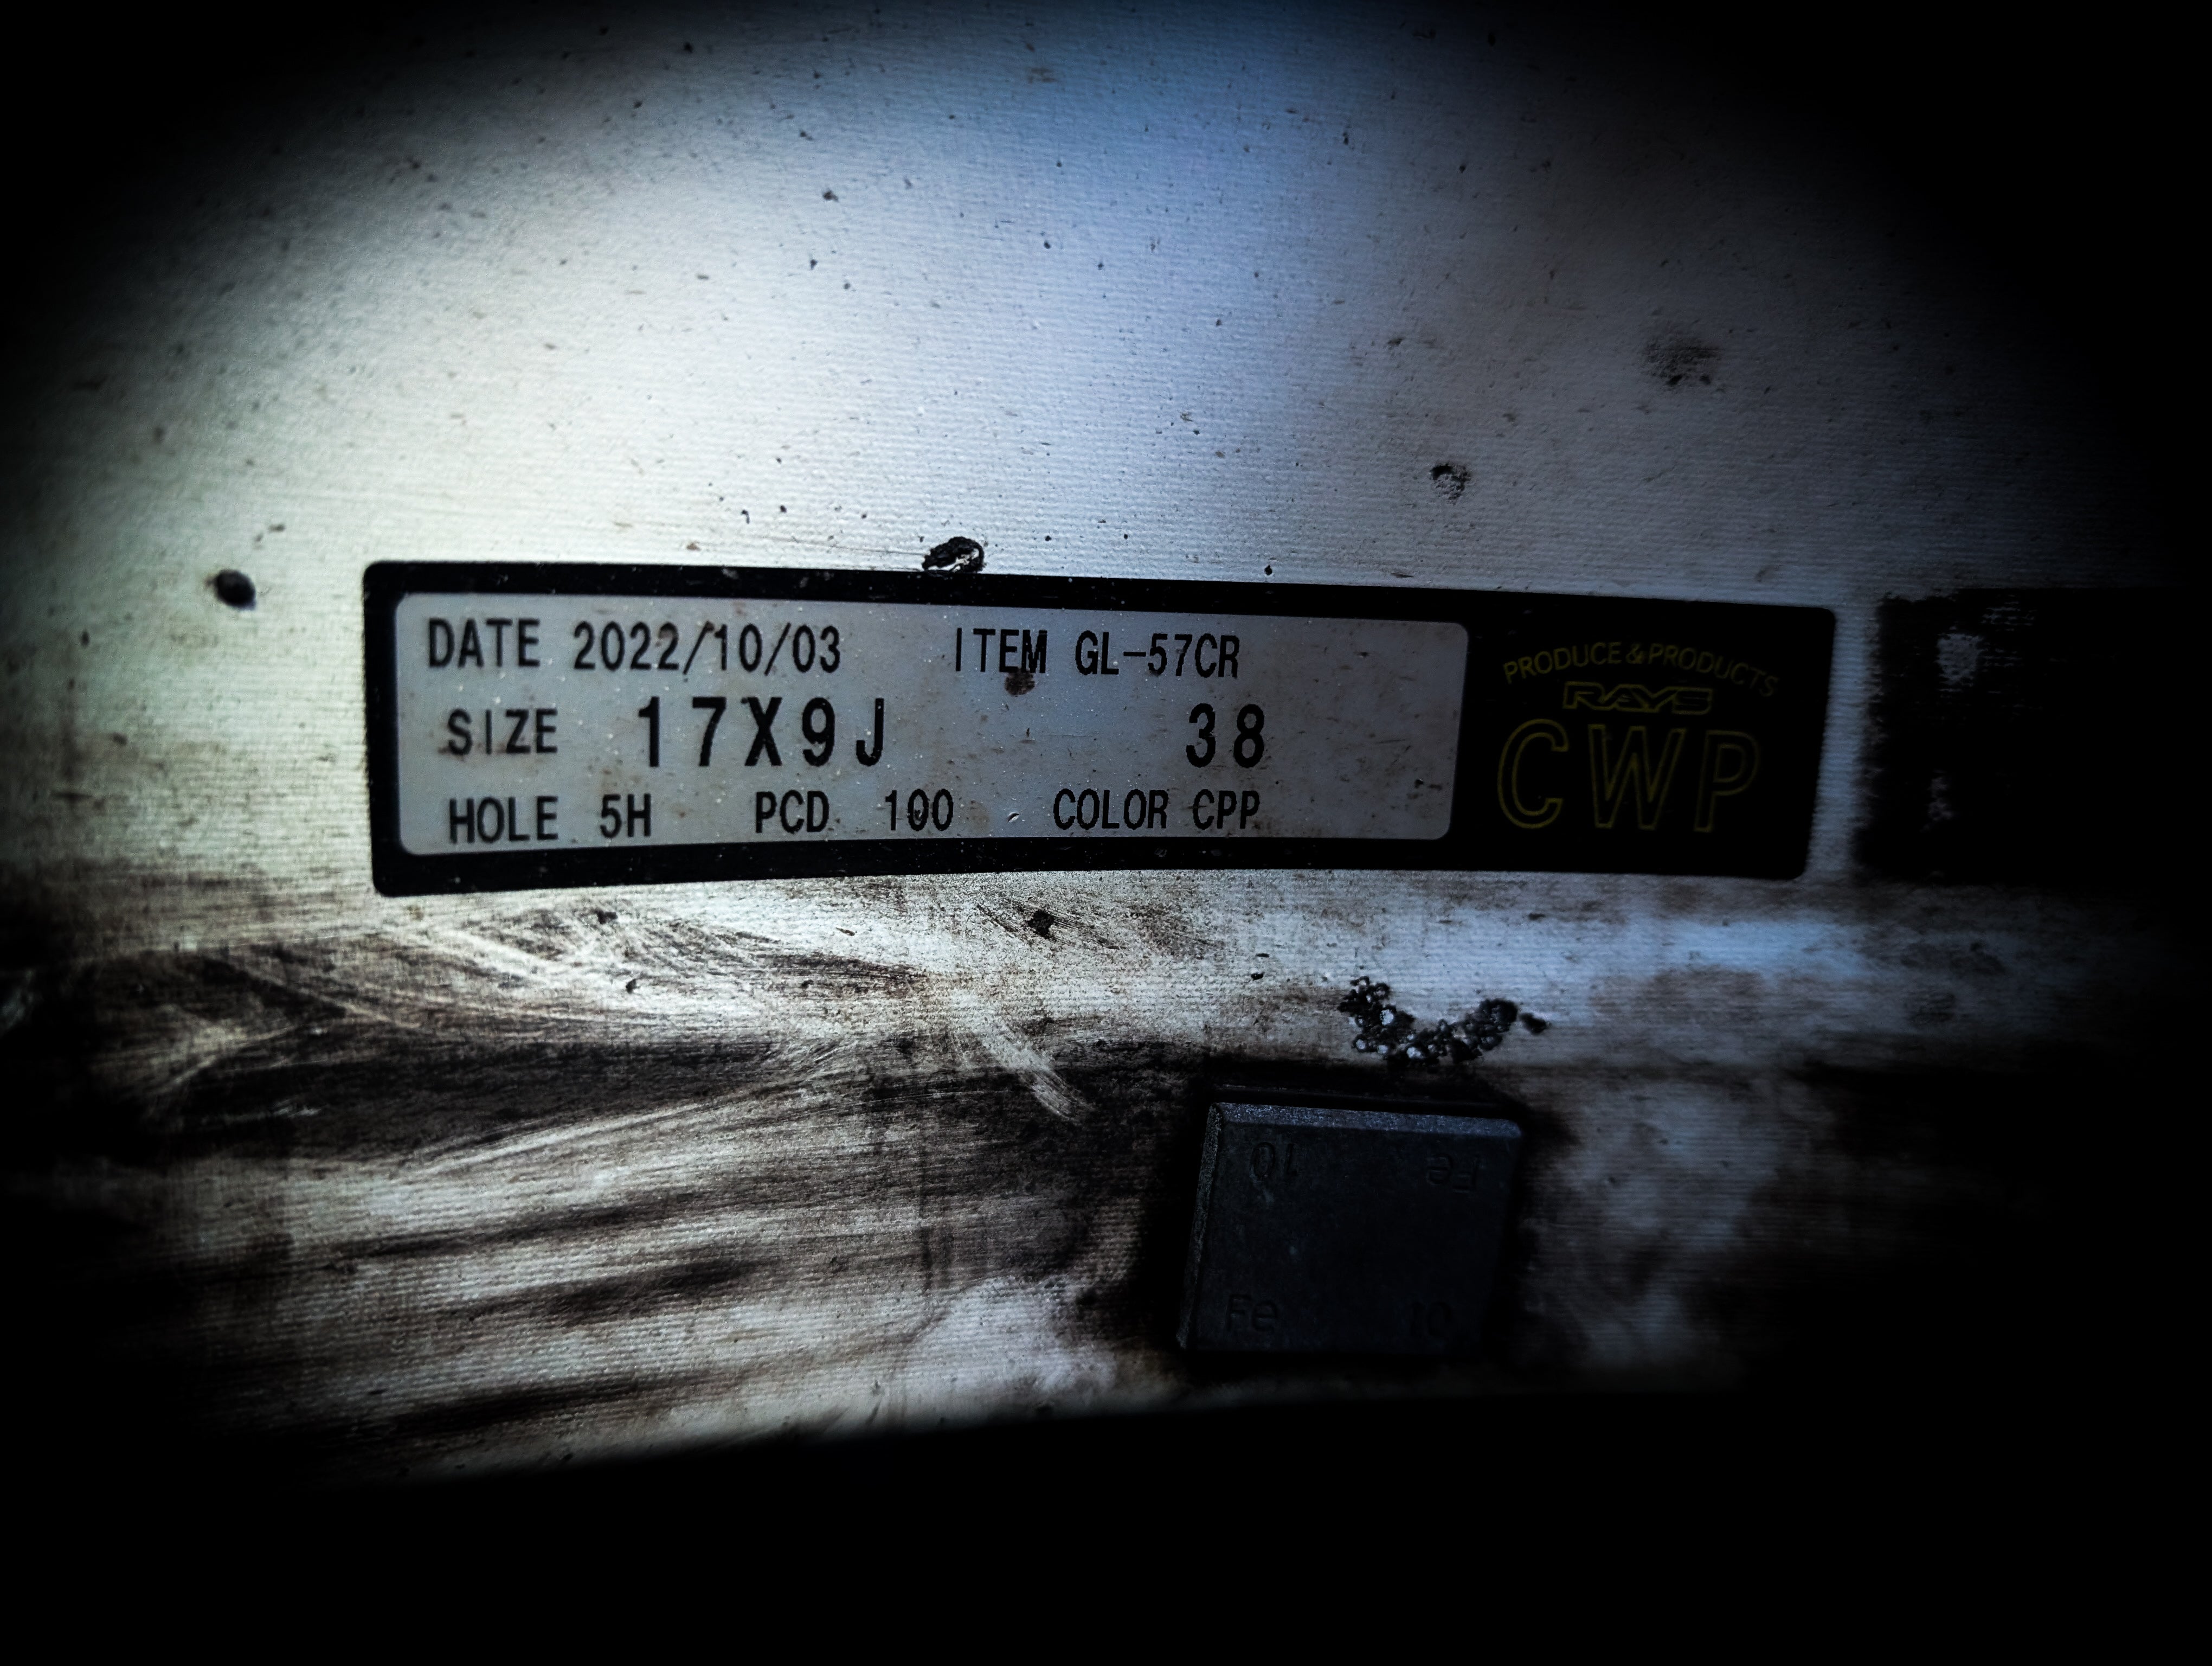 DATE 2022/10/03 ITEM GL-57CR
SIZE 17X9J 38
HOLE 5H PCD 100 COLOR CPP
PRODUCE & PRODUCTS
RAYS
CWP
10 Fe
Fe 10